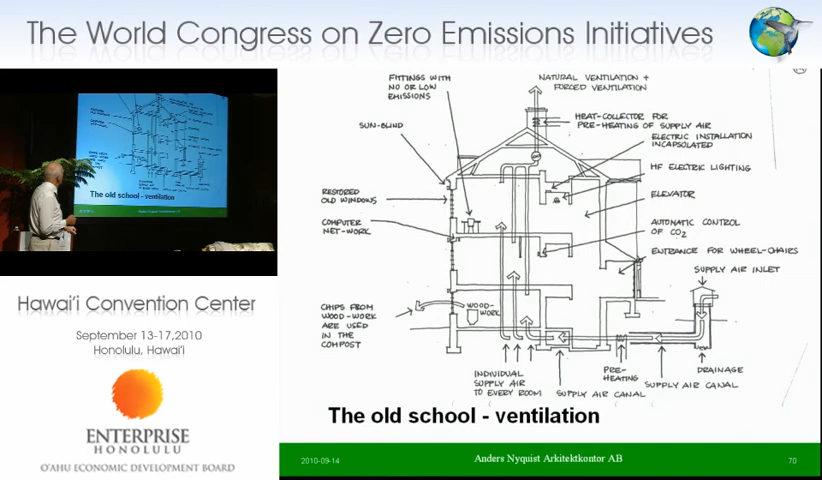 The World Congress on Zero Emissions Initiatives
The old school - ventilation
Hawai'i Convention Center
September 13-17,2010
Honolulu, Hawai'i
ENTERPRISE
HONOLULU
O'AHU ECONOMIC DEVELOPMENT BOARD
FITTINGS WITH
NO OR LOW
EMISSIONS
NATURAL VENTILATION +
FORCED VENTILATION
HEAT-COLLECTOR FOR
PRE-HEATING OF SUPPLY AIR
SUN-BLIND
ELECTRIC INSTALLATION
INCAPSOLATED
HF ELECTRIC LIGHTING
RESTORED
OLD WINDOWS
ELEVATOR
COMPUTER
NET-WORK
AUTOMATIC CONTROL
OF CO2
ENTRANCE FOR WHEEL-CHAIRS
SUPPLY AIR INLET
CHIPS FROM
WOOD-WORK
ARE USED
IN THE
COMPOST
WOOD-
WORK
INDIVIDUAL
SUPPLY AIR
TO EVERY ROOM
SUPPLY AIR CANAL
PRE-
HEATING
SUPPLY AIR CANAL
DRAINAGE
The old school - ventilation
2010-09-14
Anders Nyquist Arkitektkontor AB
70